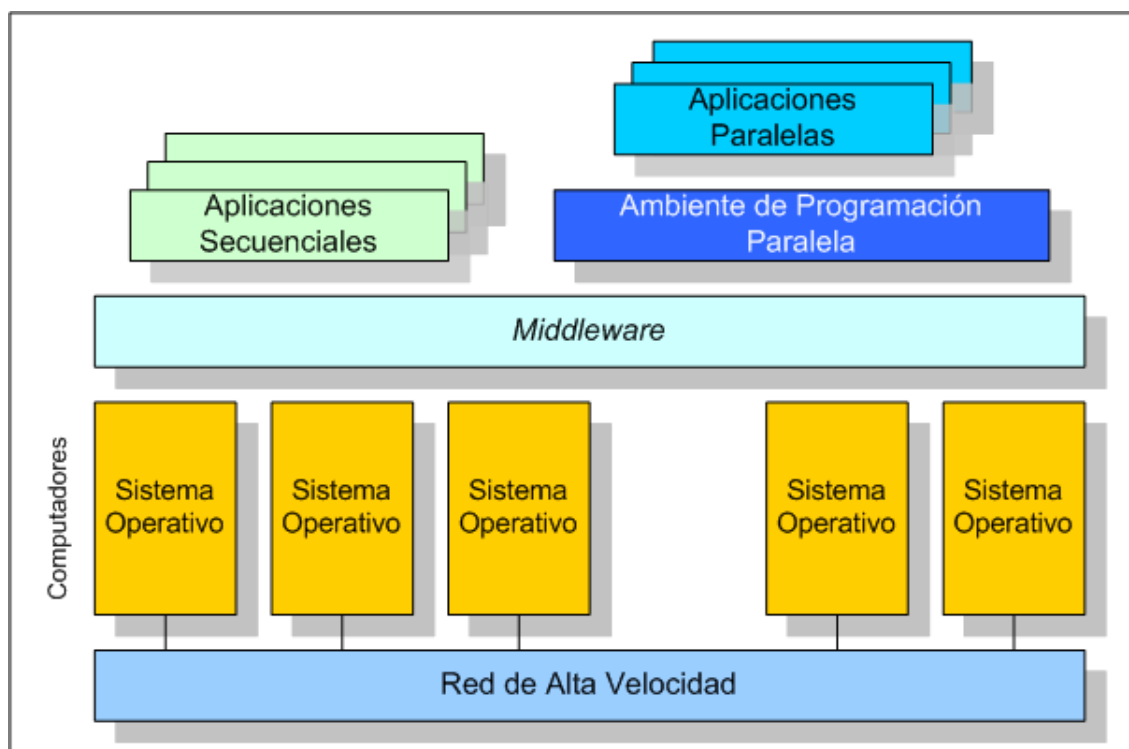 Aplicaciones
Paralelas
Aplicaciones
Secuenciales
Ambiente de Programación
Paralela
Middleware
Computadores
Sistema
Operativo
Sistema
Operativo
Sistema
Operativo
Sistema
Operativo
Sistema
Operativo
Red de Alta Velocidad